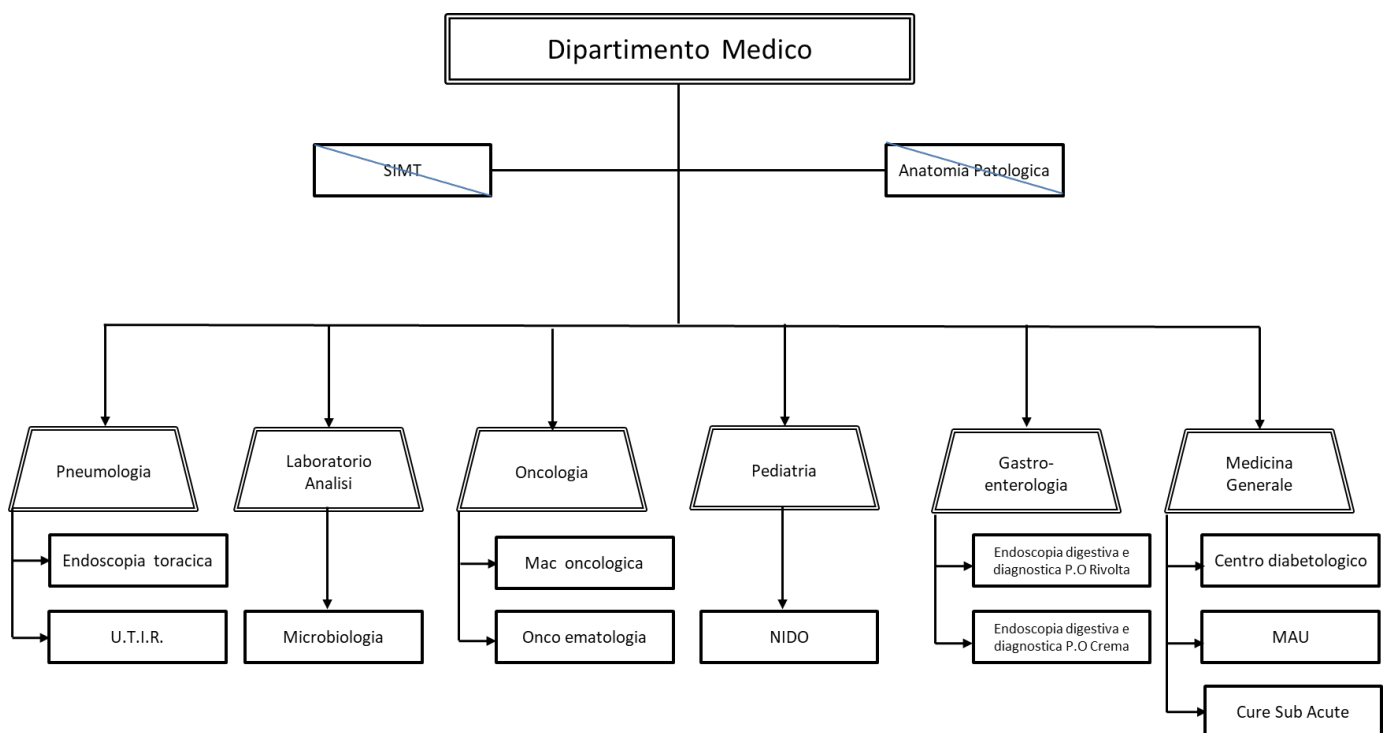 Dipartimento Medico
SIMT
Anatomia Patologica
Pneumologia
Laboratorio
Analisi
Oncologia
Pediatria
Gastro-
enterologia
Medicina
Generale
Endoscopia toracica
U.T.I.R.
Microbiologia
Mac oncologica
Onco ematologia
NIDO
Endoscopia digestiva e
diagnostica P.O Rivolta
Endoscopia digestiva e
diagnostica P.O Crema
Centro diabetologico
MAU
Cure Sub Acute